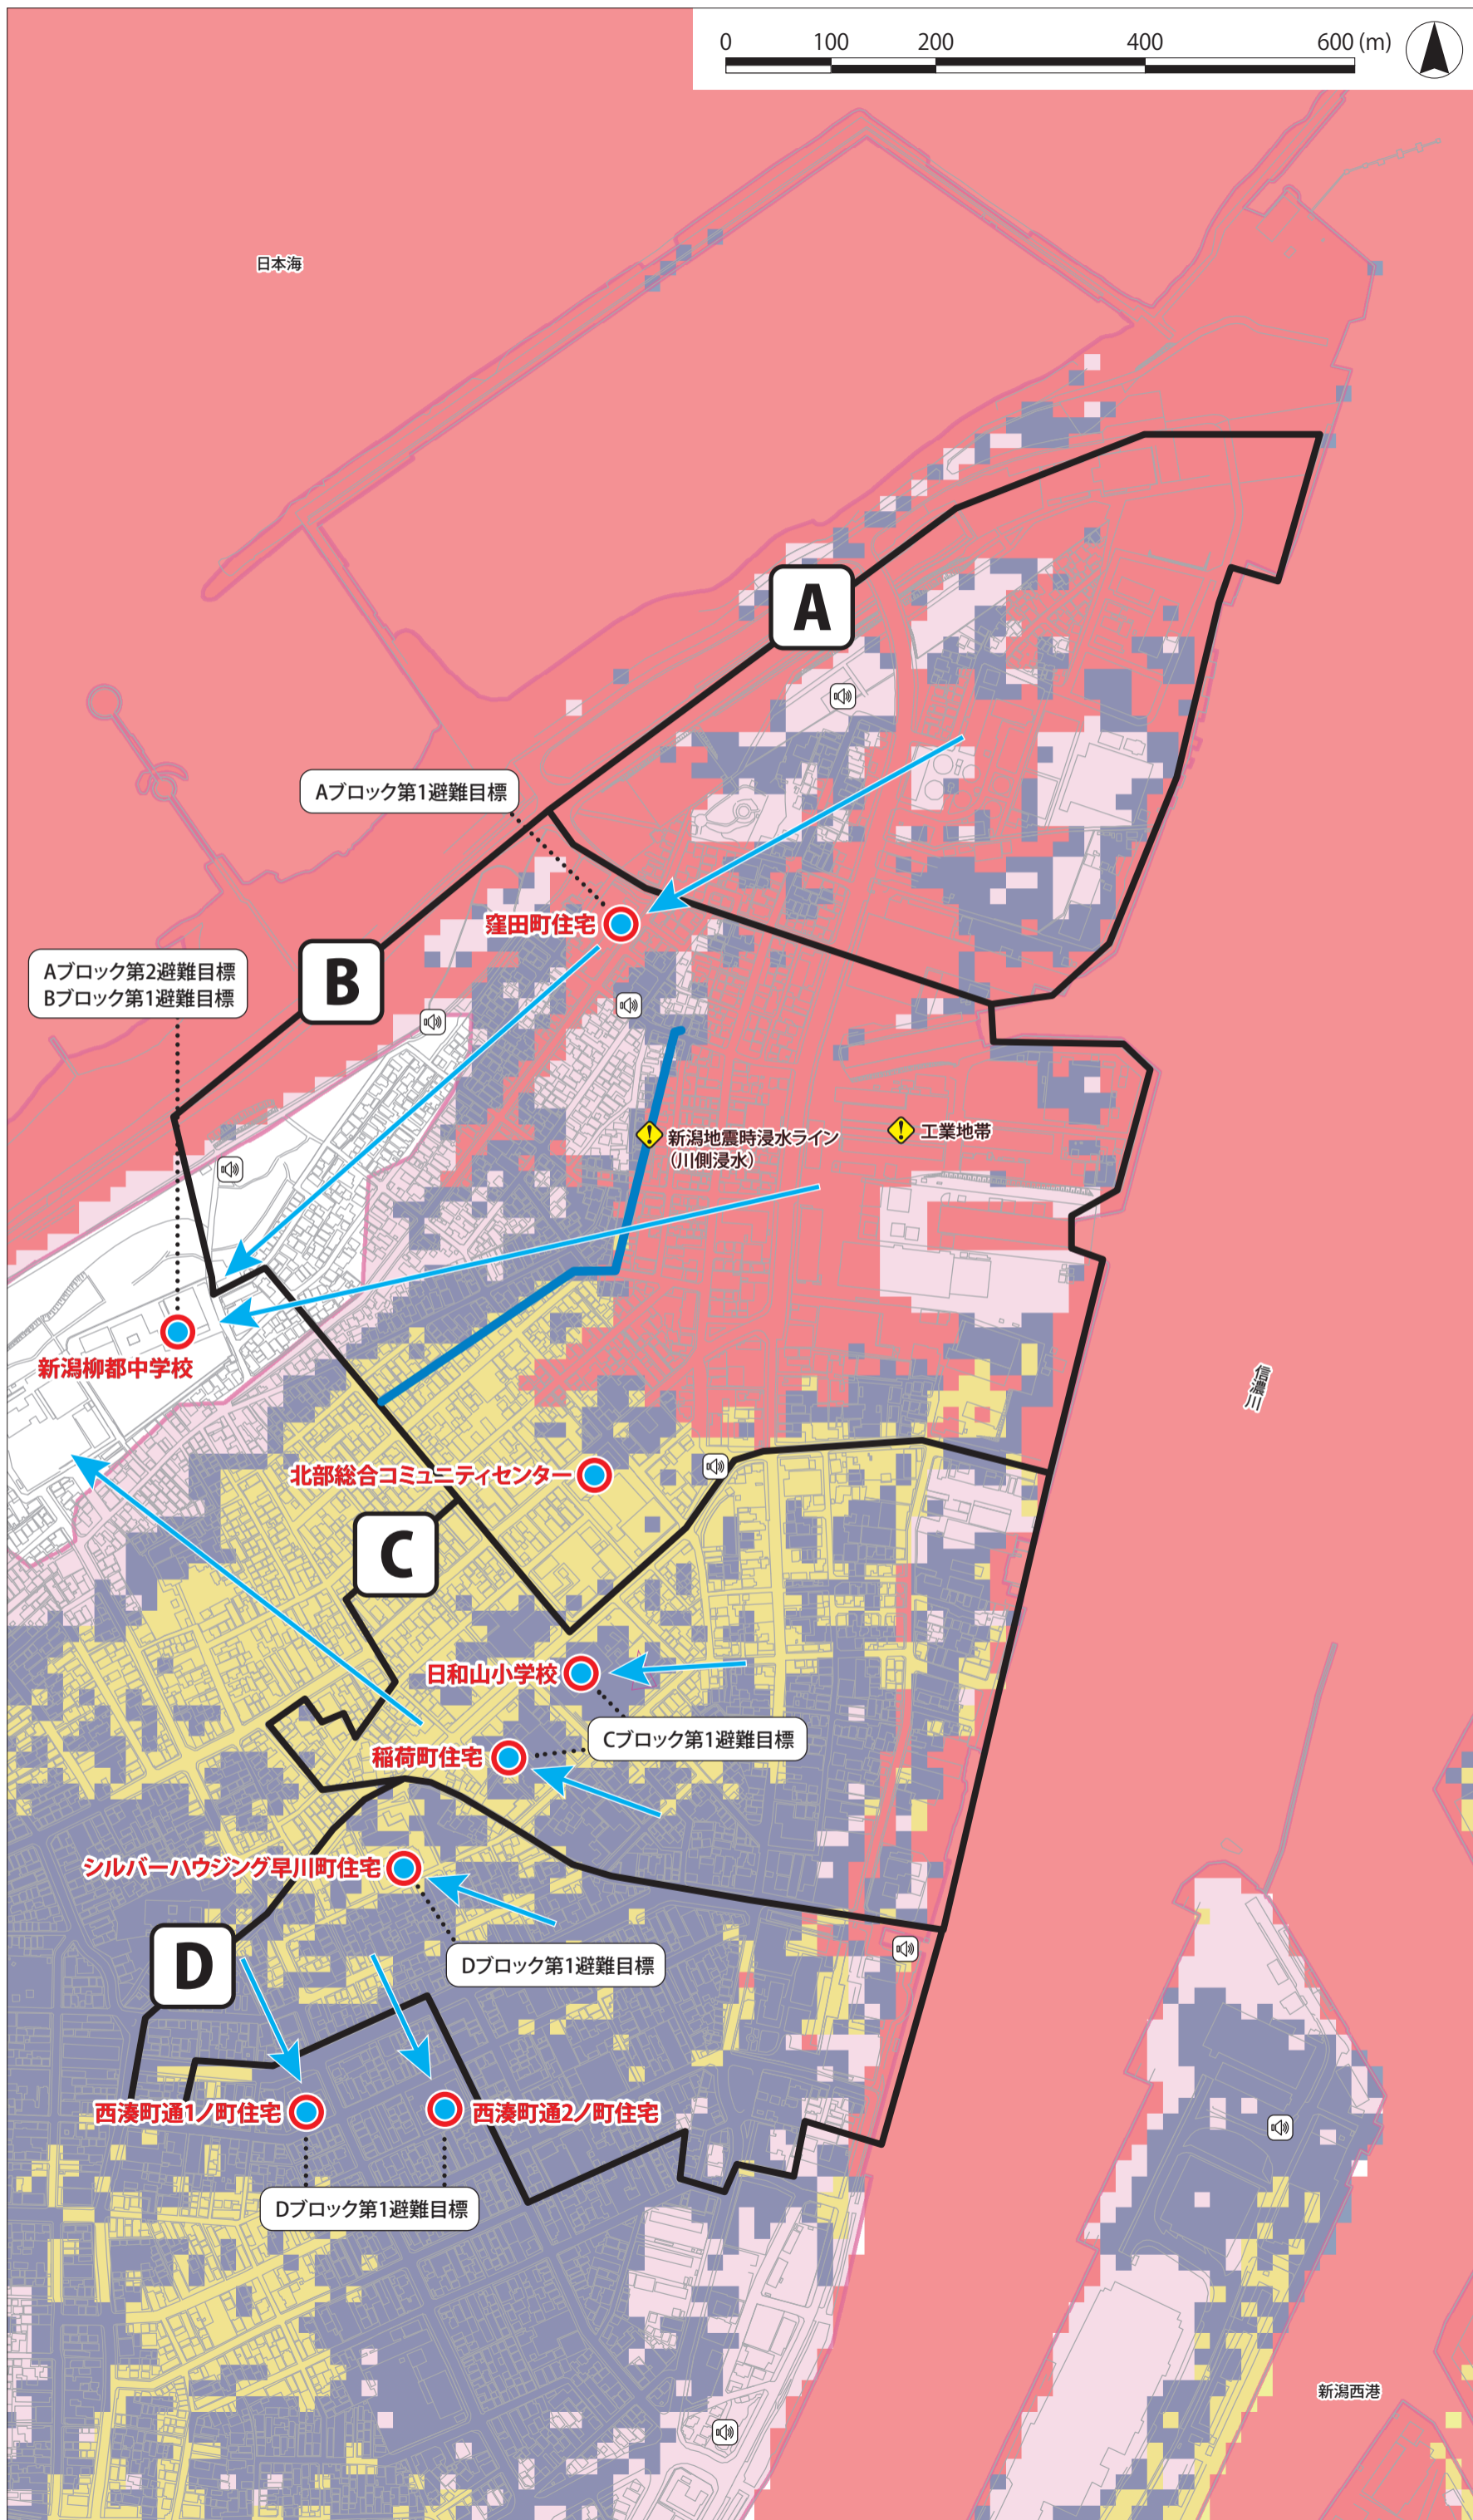 0 100 200 400 600 (m)
日本海
A
Aブロック第1避難目標
窪田町住宅
B
Aブロック第2避難目標
Bブロック第1避難目標
新潟地震時浸水ライン
（川側浸水）
工業地帯
新潟柳都中学校
信濃川
北部総合コミュニティセンター
C
日和山小学校
Cブロック第1避難目標
稲荷町住宅
シルバーハウジング早川町住宅
D
Dブロック第1避難目標
西湊町通1ノ町住宅
西湊町通2ノ町住宅
Dブロック第1避難目標
新潟西港